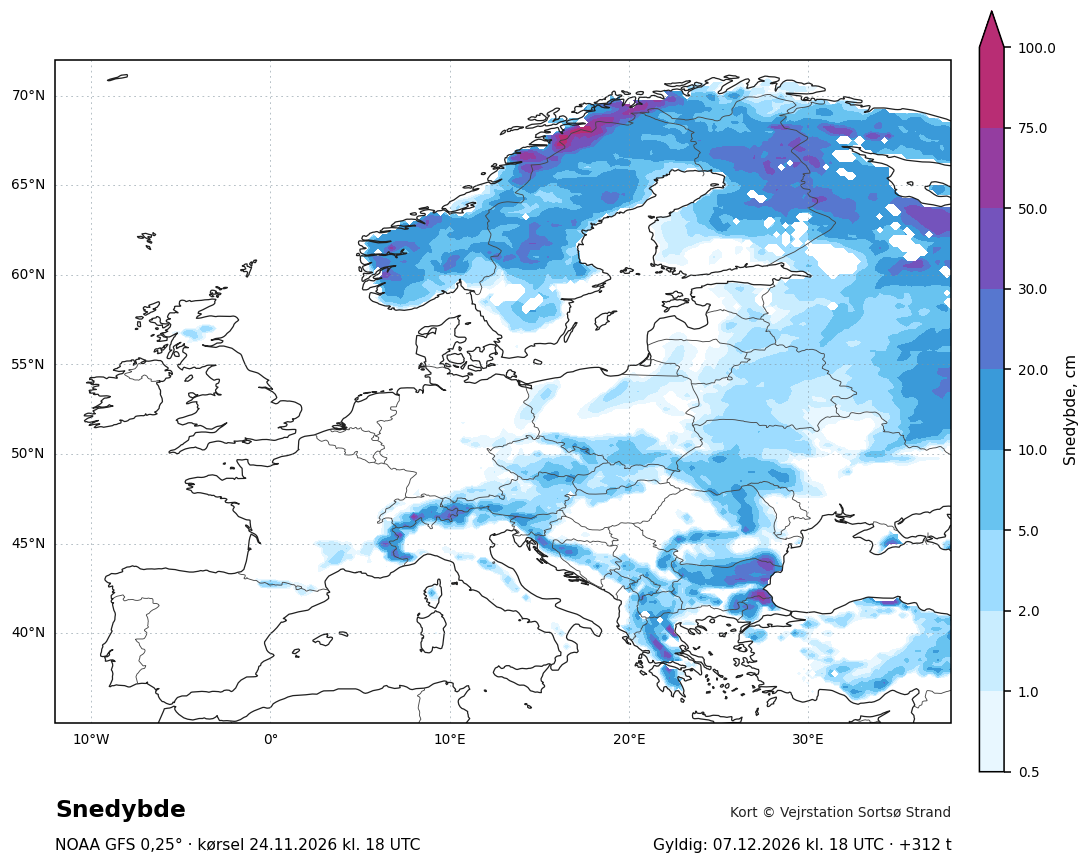 70°N
65°N
60°N
55°N
50°N
45°N
40°N
10°W
0°
10°E
20°E
30°E
100.0
75.0
50.0
30.0
20.0
10.0
5.0
2.0
1.0
0.5
Snedybde, cm
Snedybde
Kort © Vejrstation Sortsø Strand
NOAA GFS 0,25° · kørsel 24.11.2026 kl. 18 UTC
Gyldig: 07.12.2026 kl. 18 UTC · +312 t